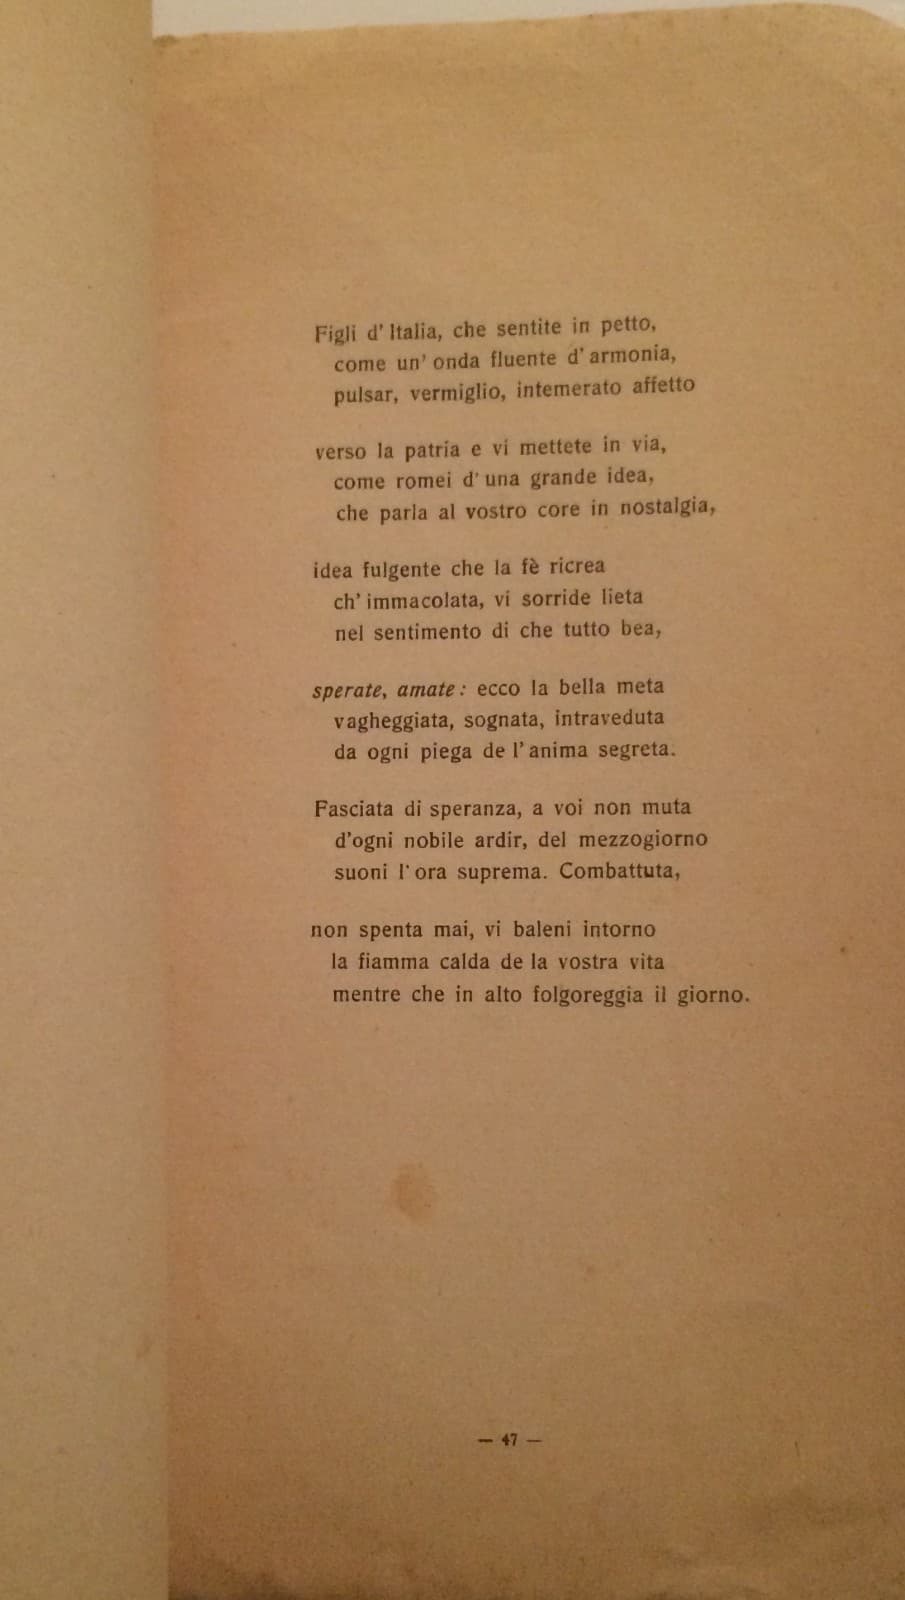 Figli d' Italia, che sentite in petto,
come un' onda fluente d' armonia,
pulsar, vermiglio, intemerato affetto
verso la patria e vi mettete in via,
come romei d' una grande idea,
che parla al vostro core in nostalgia,
idea fulgente che la fè ricrea
ch' immacolata, vi sorride lieta
nel sentimento di che tutto bea,
sperate, amate: ecco la bella meta
vagheggiata, sognata, intraveduta
da ogni piega de l' anima segreta.
Fasciata di speranza, a voi non muta
d'ogni nobile ardir, del mezzogiorno
suoni l' ora suprema. Combattuta,
non spenta mai, vi baleni intorno
la fiamma calda de la vostra vita
mentre che in alto folgoreggia il giorno.
— 47 —